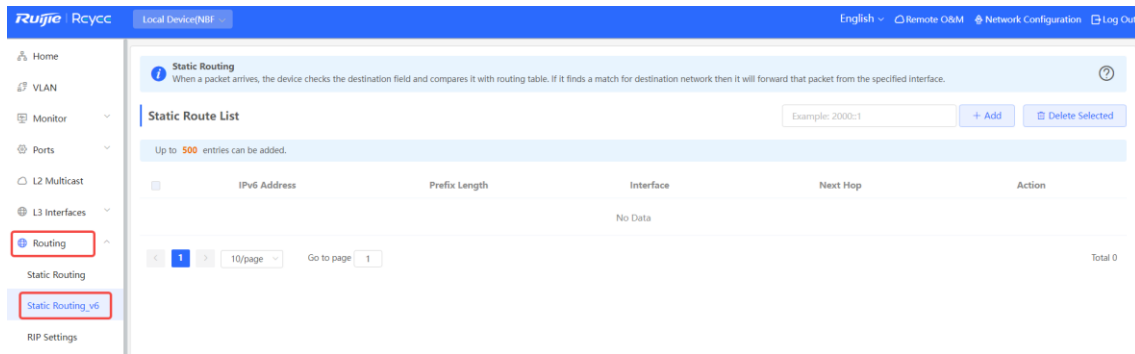 Ruijie | Rcycc
Local Device(NBF
English
Remote O&M
Network Configuration
Log Out
Home
VLAN
Monitor
Ports
L2 Multicast
L3 Interfaces
Routing
Static Routing
Static Routing_v6
RIP Settings
Static Routing
When a packet arrives, the device checks the destination field and compares it with routing table. If it finds a match for destination network then it will forward that packet from the specified interface.
Static Route List
Example: 2000::1
+ Add
Delete Selected
Up to 500 entries can be added.
IPv6 Address Prefix Length Interface Next Hop Action
No Data
< 1 > 10/page Go to page 1 Total 0